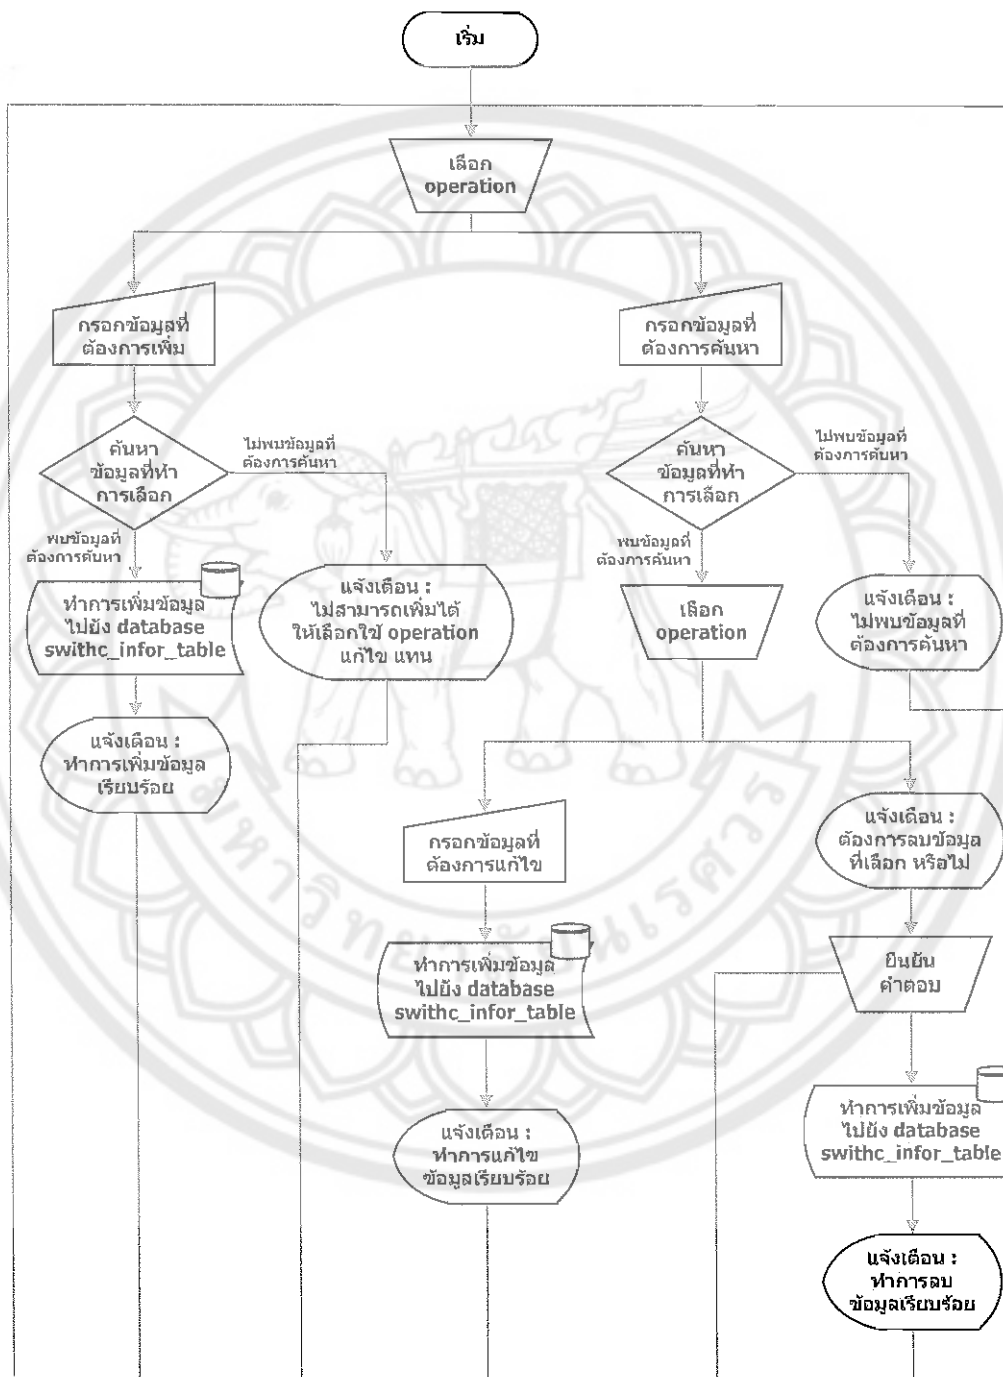 เริ่ม
เลือก
operation
กรอกข้อมูลที่
ต้องการเพิ่ม
กรอกข้อมูลที่
ต้องการค้นหา
ค้นหา
ข้อมูลที่ทำ
การเลือก
ไม่พบข้อมูลที่
ต้องการค้นหา
ค้นหา
ข้อมูลที่ทำ
การเลือก
ไม่พบข้อมูลที่
ต้องการค้นหา
พบข้อมูลที่
ต้องการค้นหา
พบข้อมูลที่
ต้องการค้นหา
ทำการเพิ่มข้อมูล
ไปยัง database
swithc_infor_table
แจ้งเตือน :
ไม่สามารถเพิ่มได้
ให้เลือกใช้ operation
แก้ไข แทน
เลือก
operation
แจ้งเตือน :
ไม่พบข้อมูลที่
ต้องการค้นหา
แจ้งเตือน :
ทำการเพิ่มข้อมูล
เรียบร้อย
กรอกข้อมูลที่
ต้องการแก้ไข
แจ้งเตือน :
ต้องการลบข้อมูล
ที่เลือก หรือไม่
มหาวิทยาลัยนเรศวร
ทำการเพิ่มข้อมูล
ไปยัง database
swithc_infor_table
ยืนยัน
คำตอบ
ทำการเพิ่มข้อมูล
ไปยัง database
swithc_infor_table
แจ้งเตือน :
ทำการแก้ไข
ข้อมูลเรียบร้อย
แจ้งเตือน :
ทำการลบ
ข้อมูลเรียบร้อย